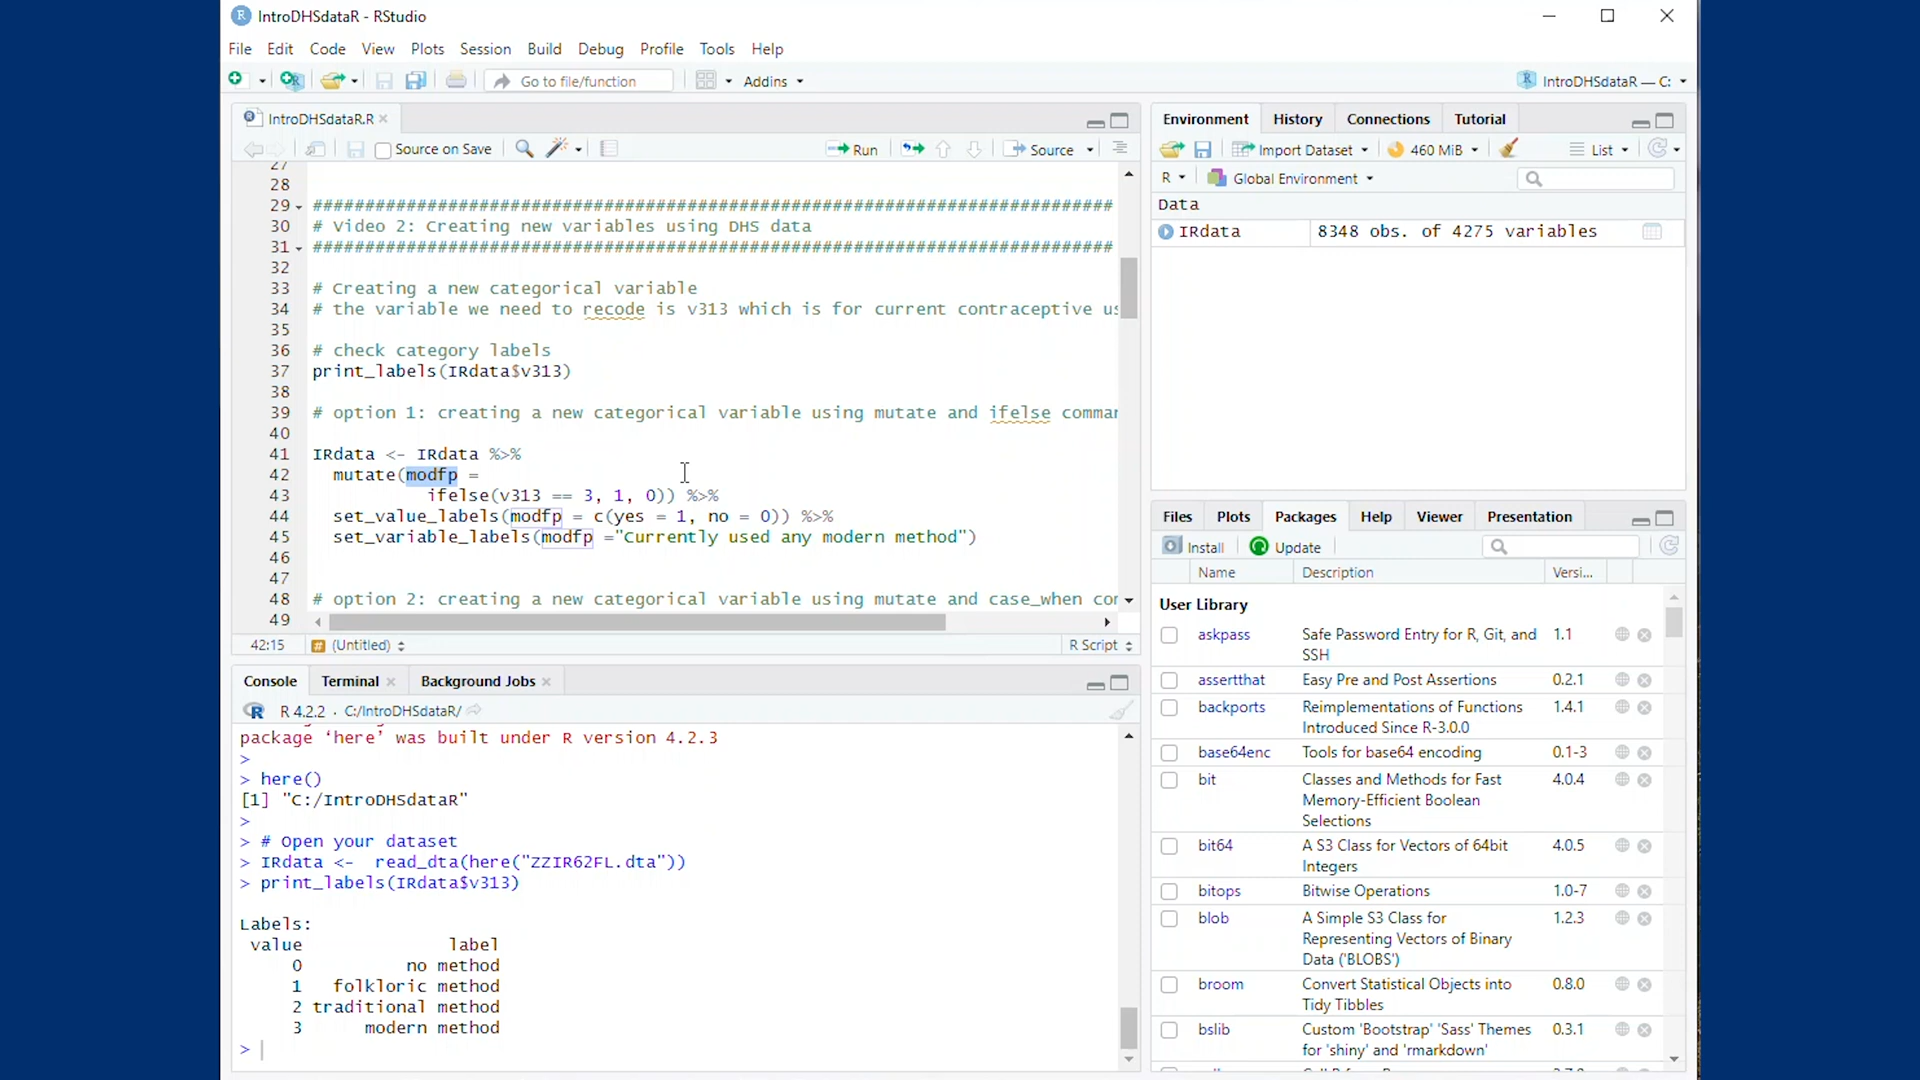 IntroDHSdataR - RStudio
File Edit Code View Plots Session Build Debug Profile Tools Help
Go to file/function Addins IntroDHSdataR — C:
IntroDHSdataR.R
Source on Save Run Source
27
28
29 #############################################################################
30 # Video 2: Creating new variables using DHS data
31 #############################################################################
32
33 # Creating a new categorical variable
34 # the variable we need to recode is v313 which is for current contraceptive us
35
36 # check category labels
37 print_labels(IRdata$v313)
38
39 # option 1: creating a new categorical variable using mutate and ifelse comman
40
41 IRdata <- IRdata %>%
42 mutate(modfp =
43 ifelse(v313 == 3, 1, 0)) %>%
44 set_value_labels(modfp = c(yes = 1, no = 0)) %>%
45 set_variable_labels(modfp ="Currently used any modern method")
46
47
48 # option 2: creating a new categorical variable using mutate and case_when con
49
42:15 (Untitled) R Script
Console Terminal Background Jobs
R 4.2.2 · C:/IntroDHSdataR/
package ‘here’ was built under R version 4.2.3
>
> here()
[1] "C:/IntroDHSdataR"
>
> # Open your dataset
> IRdata <- read_dta(here("ZZIR62FL.dta"))
> print_labels(IRdata$v313)
Labels:
value label
0 no method
1 folkloric method
2 traditional method
3 modern method
>
Environment History Connections Tutorial
Import Dataset 460 MiB List
R Global Environment
Data
IRdata 8348 obs. of 4275 variables
Files Plots Packages Help Viewer Presentation
Install Update
Name Description Versi...
User Library
askpass Safe Password Entry for R, Git, and 1.1
SSH
assertthat Easy Pre and Post Assertions 0.2.1
backports Reimplementations of Functions 1.4.1
Introduced Since R-3.0.0
base64enc Tools for base64 encoding 0.1-3
bit Classes and Methods for Fast 4.0.4
Memory-Efficient Boolean
Selections
bit64 A S3 Class for Vectors of 64bit 4.0.5
Integers
bitops Bitwise Operations 1.0-7
blob A Simple S3 Class for 1.2.3
Representing Vectors of Binary
Data ('BLOBS')
broom Convert Statistical Objects into 0.8.0
Tidy Tibbles
bslib Custom 'Bootstrap' 'Sass' Themes 0.3.1
for 'shiny' and 'rmarkdown'